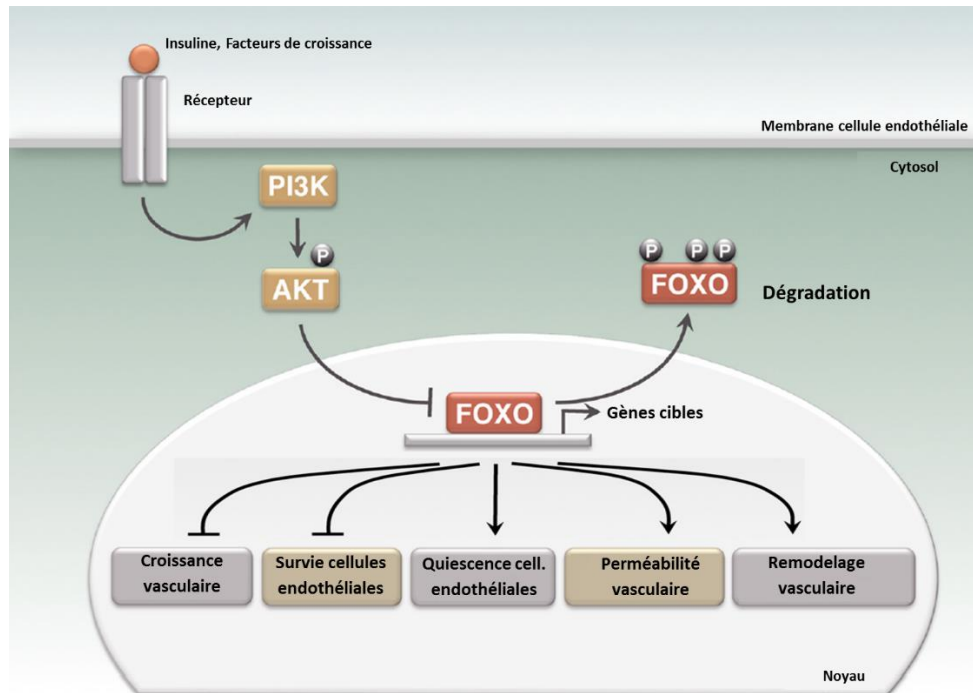 Insuline, Facteurs de croissance
Récepteur
Membrane cellule endothéliale
Cytosol
PI3K
P
AKT
P
P
P
FOXO
Dégradation
FOXO
Gènes cibles
Croissance
vasculaire
Survie cellules
endothéliales
Quiescence cell.
endothéliales
Perméabilité
vasculaire
Remodelage
vasculaire
Noyau